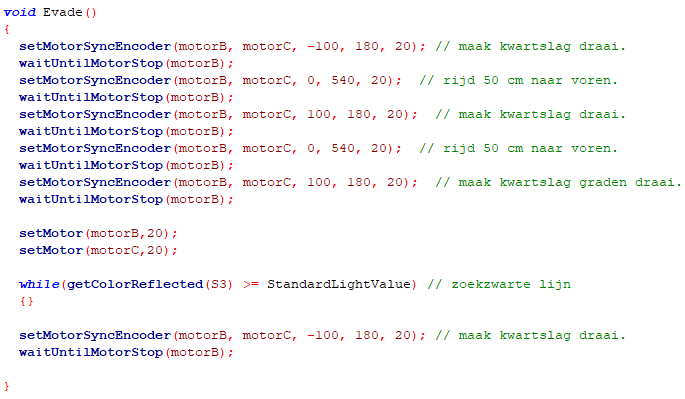 void Evade()
{
  setMotorSyncEncoder(motorB, motorC, -100, 180, 20); // maak kwartslag draai.
  waitUntilMotorStop(motorB);
  setMotorSyncEncoder(motorB, motorC, 0, 540, 20);  // rijd 50 cm naar voren.
  waitUntilMotorStop(motorB);
  setMotorSyncEncoder(motorB, motorC, 100, 180, 20);  // maak kwartslag draai.
  waitUntilMotorStop(motorB);
  setMotorSyncEncoder(motorB, motorC, 0, 540, 20);  // rijd 50 cm naar voren.
  waitUntilMotorStop(motorB);
  setMotorSyncEncoder(motorB, motorC, 100, 180, 20);  // maak kwartslag graden draai.
  waitUntilMotorStop(motorB);

  setMotor(motorB,20);
  setMotor(motorC,20);

  while(getColorReflected(S3) >= StandardLightValue) // zoekzwarte lijn
  {}

  setMotorSyncEncoder(motorB, motorC, -100, 180, 20); // maak kwartslag draai.
  waitUntilMotorStop(motorB);

}